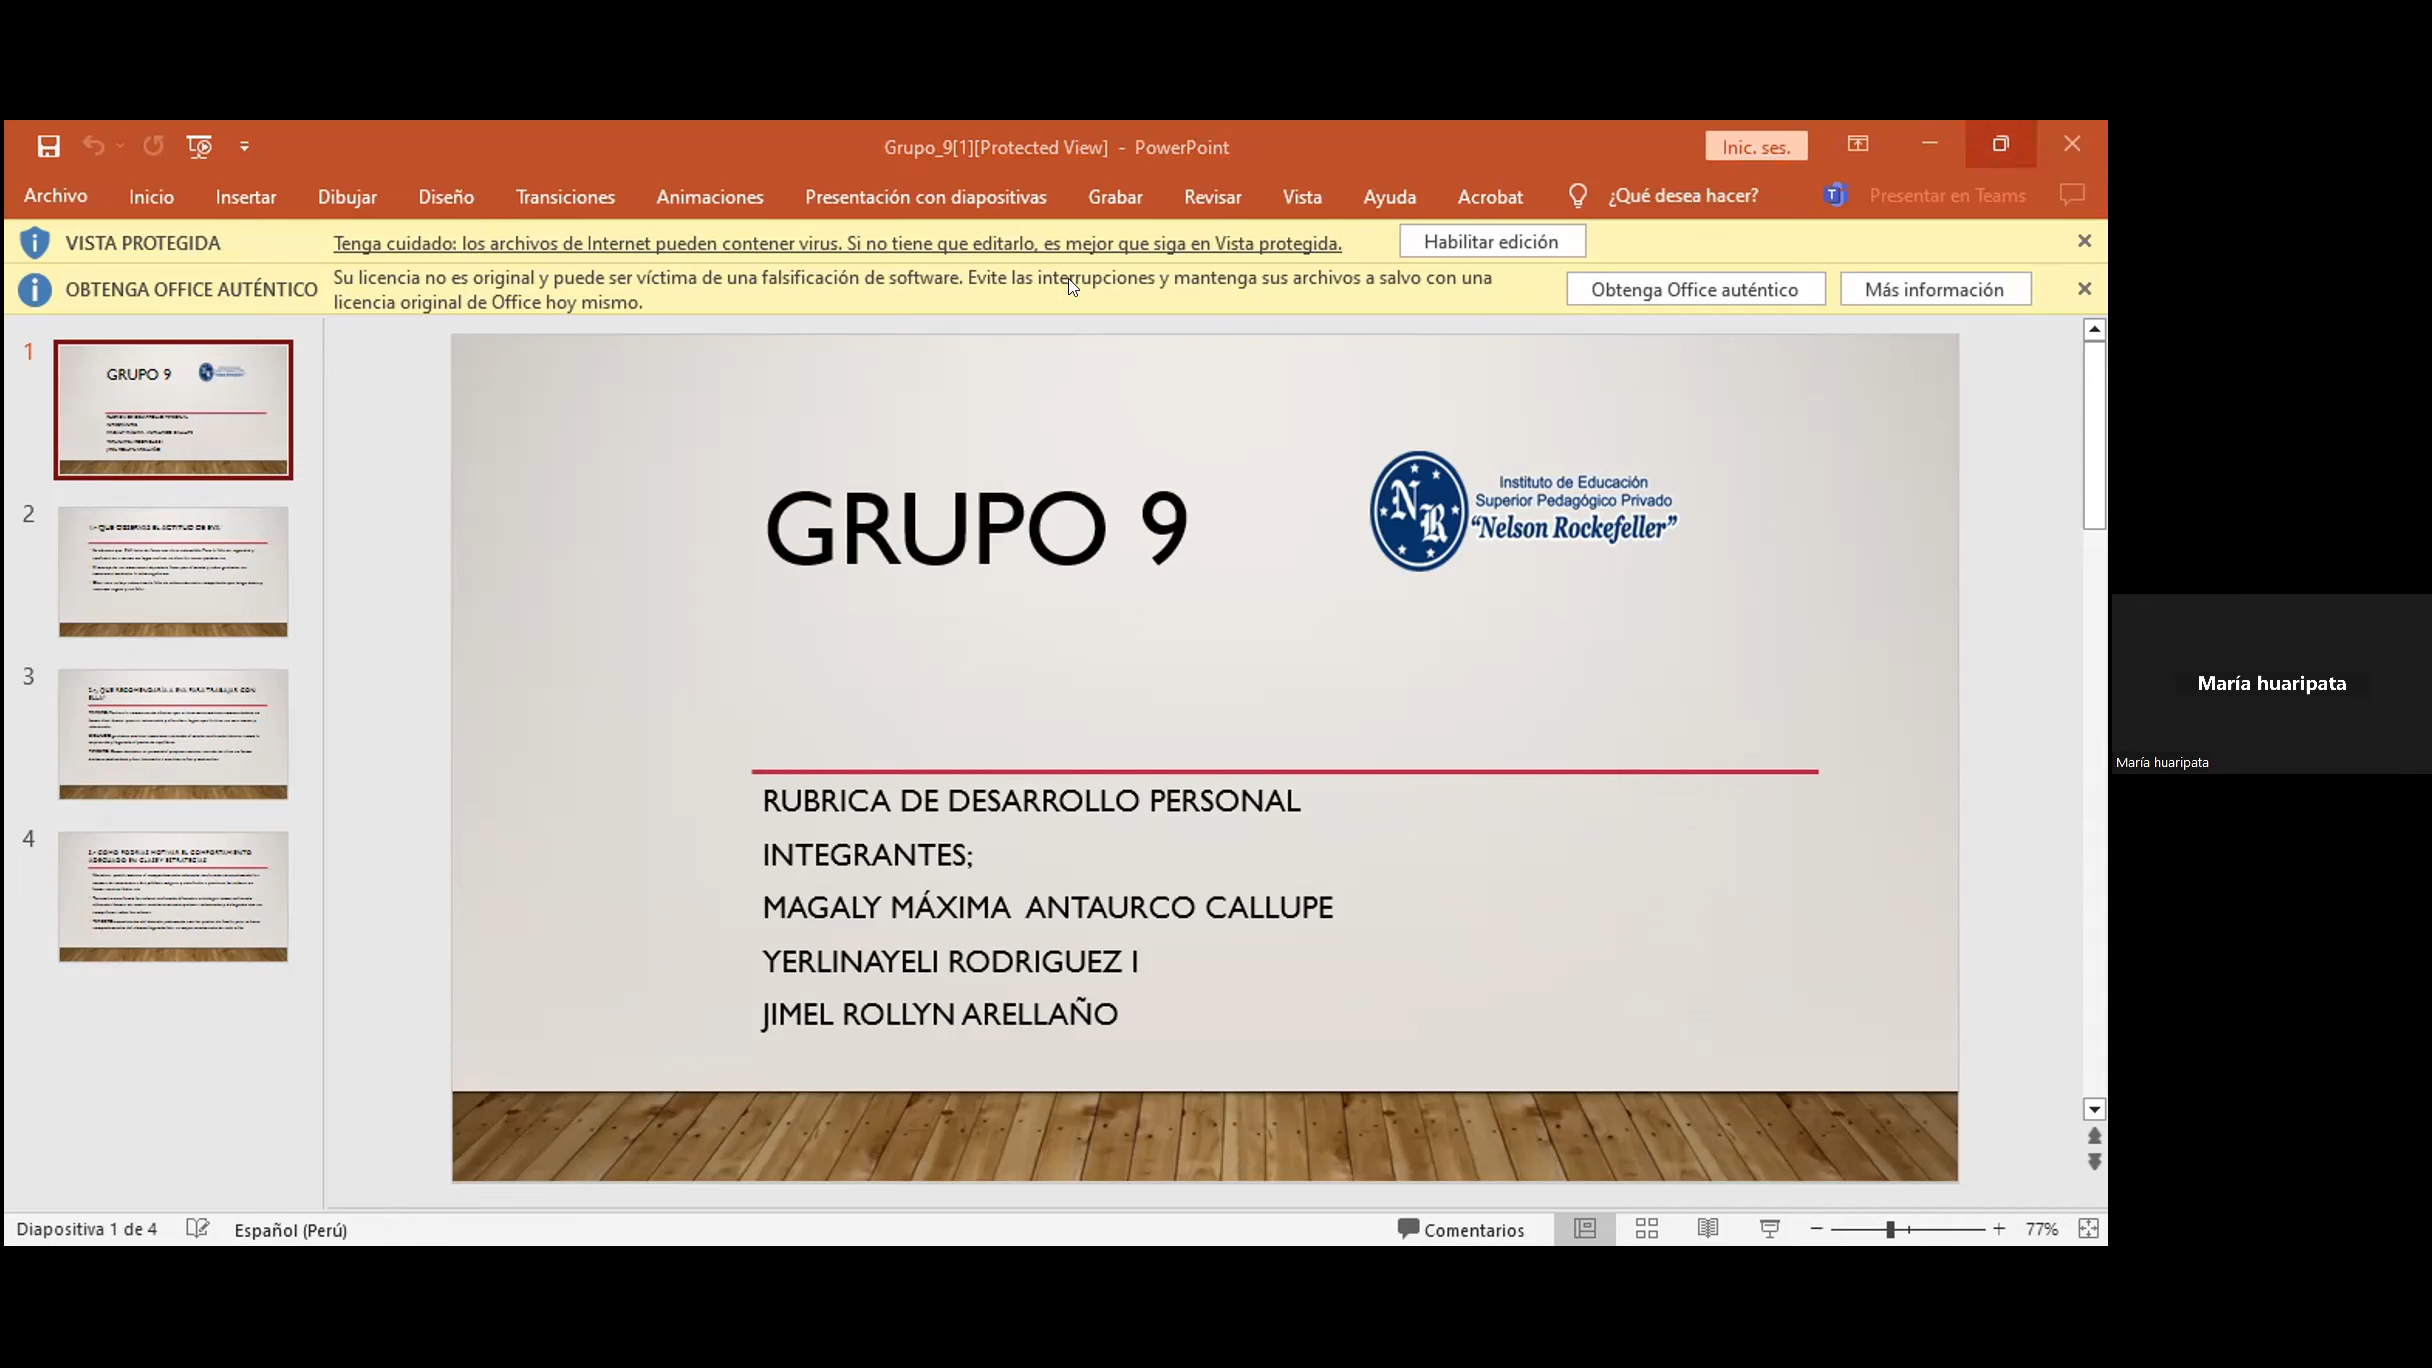 Grupo_9[1][Protected View] - PowerPoint
Inic. ses.
Archivo Inicio Insertar Dibujar Diseño Transiciones Animaciones Presentación con diapositivas Grabar Revisar Vista Ayuda Acrobat ¿Qué desea hacer? Presentar en Teams
VISTA PROTEGIDA Tenga cuidado: los archivos de Internet pueden contener virus. Si no tiene que editarlo, es mejor que siga en Vista protegida. Habilitar edición
OBTENGA OFFICE AUTÉNTICO Su licencia no es original y puede ser víctima de una falsificación de software. Evite las interrupciones y mantenga sus archivos a salvo con una
licencia original de Office hoy mismo.
Obtenga Office auténtico Más información
1
GRUPO 9
2
3
4
GRUPO 9
NR
Instituto de Educación
Superior Pedagógico Privado
“Nelson Rockefeller”
RUBRICA DE DESARROLLO PERSONAL
INTEGRANTES;
MAGALY MÁXIMA ANTAURCO CALLUPE
YERLINAYELI RODRIGUEZ I
JIMEL ROLLYN ARELLAÑO
María huaripata
María huaripata
Diapositiva 1 de 4 Español (Perú) Comentarios 77%